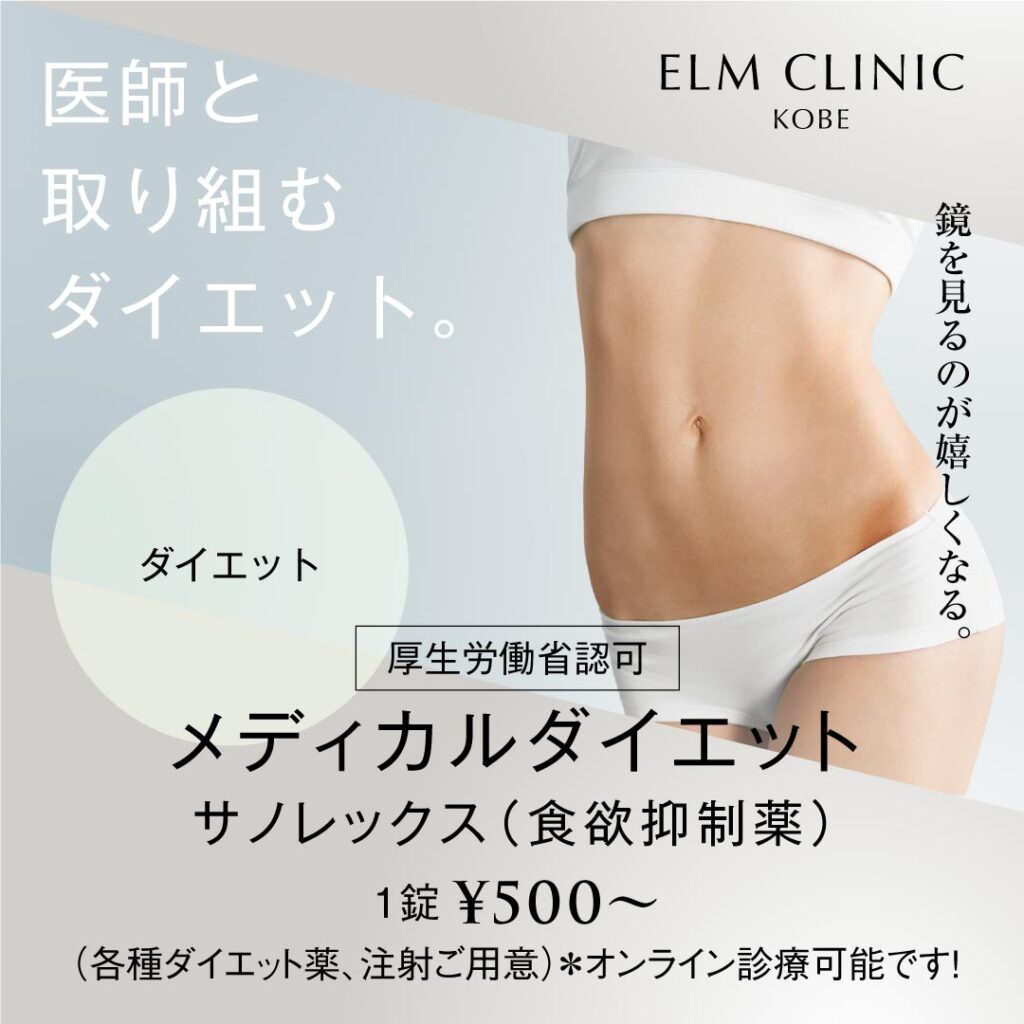 医師と
取り組む
ダイエット。
ELM CLINIC
KOBE
鏡を見るのが嬉しくなる。
ダイエット
厚生労働省認可
メディカルダイエット
サノレックス（食欲抑制薬）
1錠 ¥500～
（各種ダイエット薬、注射ご用意）＊オンライン診療可能です!